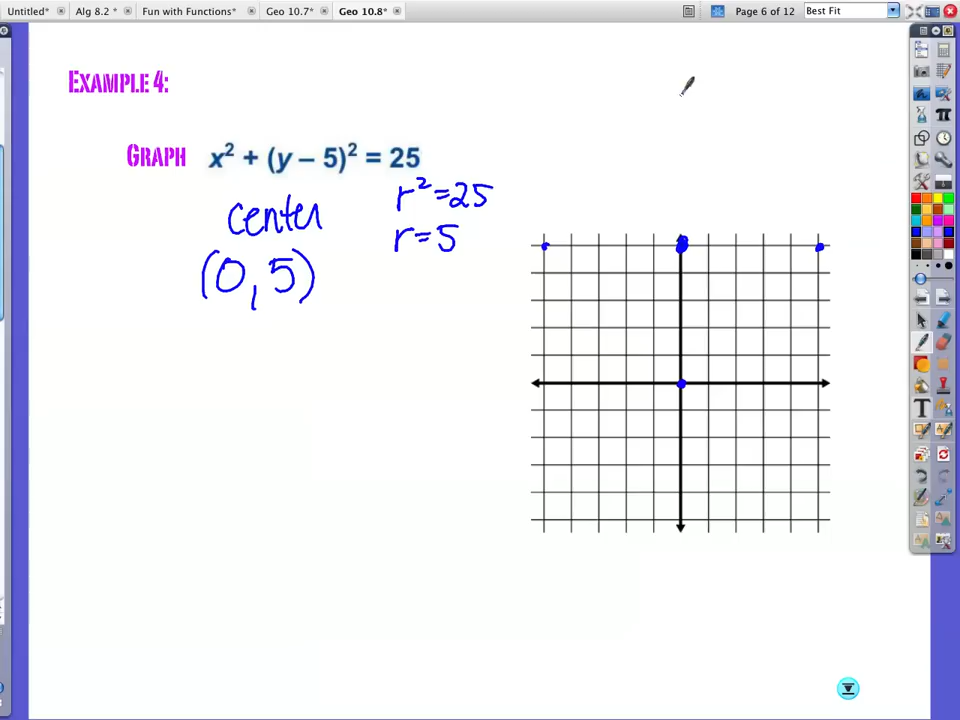 Untitled* Alg 8.2 * Fun with Functions* Geo 10.7* Geo 10.8* Page 6 of 12 Best Fit
EXAMPLE 4:
GRAPH x² + (y – 5)² = 25
center r² = 25
(0, 5) r = 5